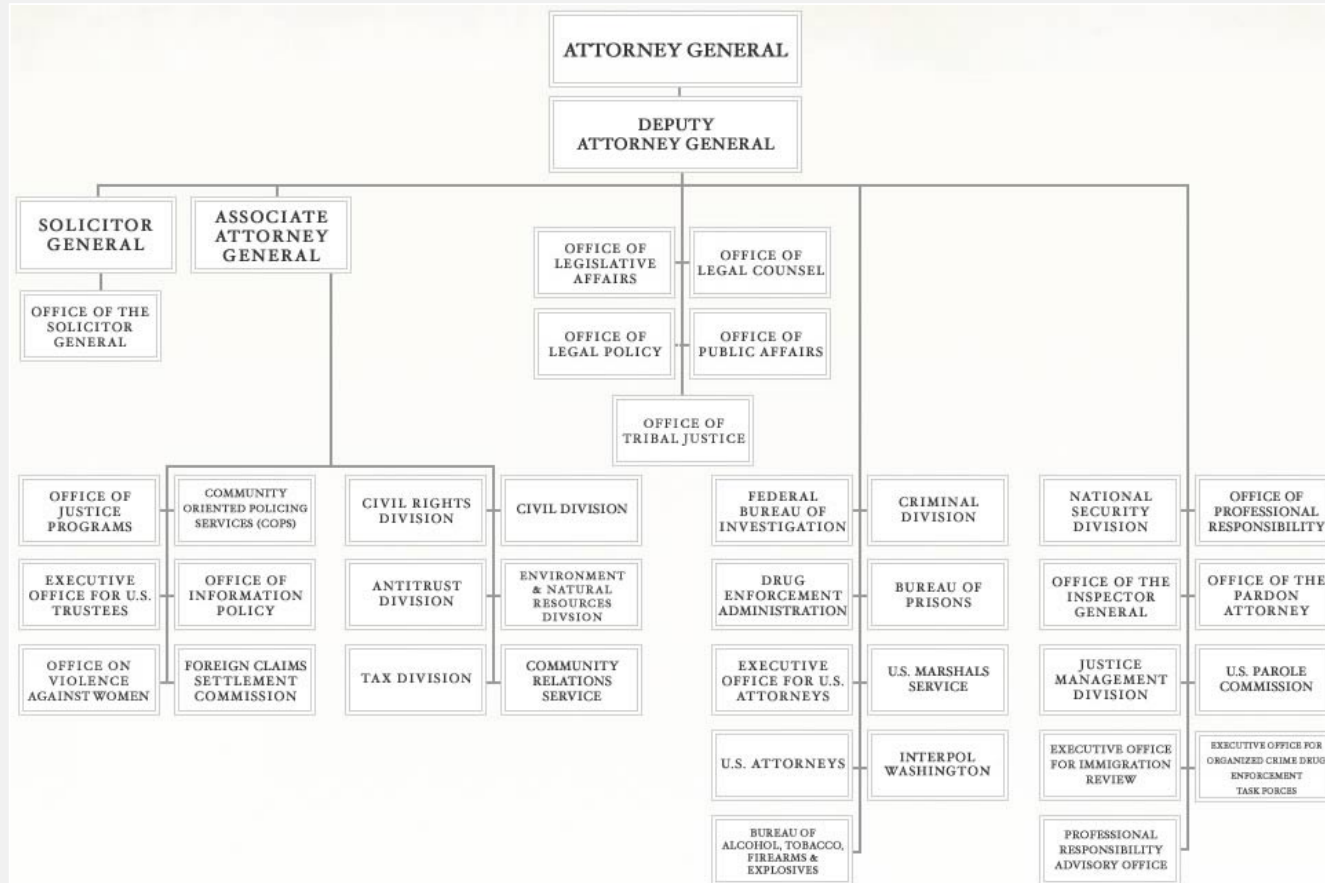 ATTORNEY GENERAL
DEPUTY
ATTORNEY GENERAL
SOLICITOR
GENERAL
ASSOCIATE
ATTORNEY
GENERAL
OFFICE OF THE
SOLICITOR
GENERAL
OFFICE OF
LEGISLATIVE
AFFAIRS
OFFICE OF
LEGAL COUNSEL
OFFICE OF
LEGAL POLICY
OFFICE OF
PUBLIC AFFAIRS
OFFICE OF
TRIBAL JUSTICE
OFFICE OF
JUSTICE
PROGRAMS
COMMUNITY
ORIENTED POLICING
SERVICES (COPS)
CIVIL RIGHTS
DIVISION
CIVIL DIVISION
FEDERAL
BUREAU OF
INVESTIGATION
CRIMINAL
DIVISION
NATIONAL
SECURITY
DIVISION
OFFICE OF
PROFESSIONAL
RESPONSIBILITY
EXECUTIVE
OFFICE FOR U.S.
TRUSTEES
OFFICE OF
INFORMATION
POLICY
ANTITRUST
DIVISION
ENVIRONMENT
& NATURAL
RESOURCES
DIVSION
DRUG
ENFORCEMENT
ADMINISTRATION
BUREAU OF
PRISONS
OFFICE OF THE
INSPECTOR
GENERAL
OFFICE OF THE
PARDON
ATTORNEY
OFFICE ON
VIOLENCE
AGAINST WOMEN
FOREIGN CLAIMS
SETTLEMENT
COMMISSION
TAX DIVISION
COMMUNITY
RELATIONS
SERVICE
EXECUTIVE
OFFICE FOR U.S.
ATTORNEYS
U.S. MARSHALS
SERVICE
JUSTICE
MANAGEMENT
DIVISION
U.S. PAROLE
COMMISSION
U.S. ATTORNEYS
INTERPOL
WASHINGTON
EXECUTIVE OFFICE
FOR IMMIGRATION
REVIEW
EXECUTIVE OFFICE FOR
ORGANIZED CRIME DRUG
ENFORCEMENT
TASK FORCES
BUREAU OF
ALCOHOL, TOBACCO,
FIREARMS &
EXPLOSIVES
PROFESSIONAL
RESPONSIBILITY
ADVISORY OFFICE